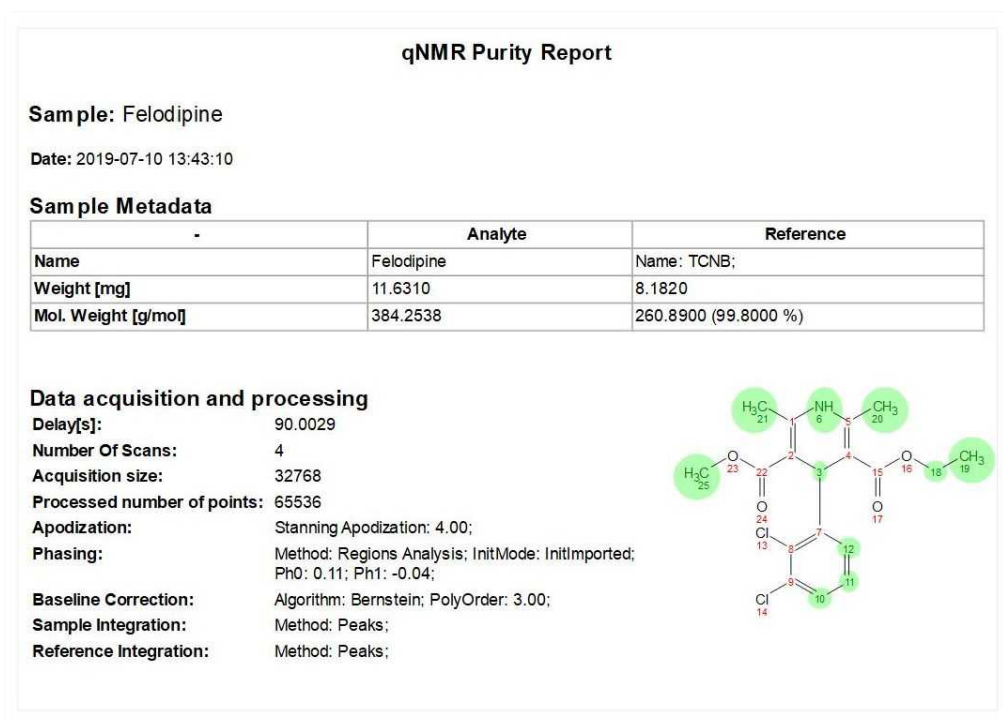 qNMR Purity Report
Sample: Felodipine
Date: 2019-07-10 13:43:10
Sample Metadata
- Analyte Reference
Name Felodipine Name: TCNB;
Weight [mg] 11.6310 8.1820
Mol. Weight [g/mol] 384.2538 260.8900 (99.8000 %)
Data acquisition and processing
Delay[s]: 90.0029
Number Of Scans: 4
Acquisition size: 32768
Processed number of points: 65536
Apodization: Stanning Apodization: 4.00;
Phasing: Method: Regions Analysis; InitMode: InitImported;
Ph0: 0.11; Ph1: -0.04;
Baseline Correction: Algorithm: Bernstein; PolyOrder: 3.00;
Sample Integration: Method: Peaks;
Reference Integration: Method: Peaks;
H3C NH CH3
21 6 20
1 5
O O CH3
23 22 2 3 4 15 16 18 19
H3C
25
O O
24 17
Cl 7
13 8 12
9 11
Cl 10
14